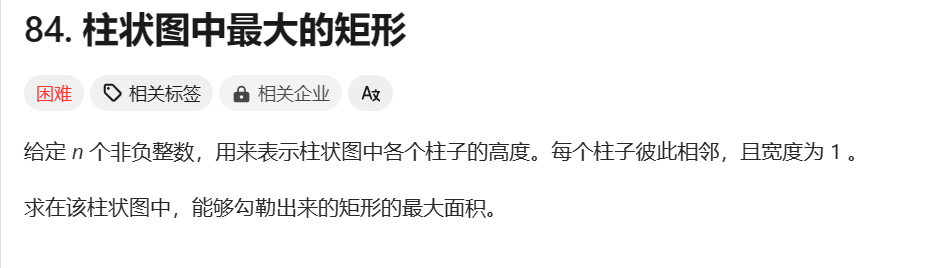 84. 柱状图中最大的矩形
困难 相关标签 相关企业 A文
给定 n 个非负整数，用来表示柱状图中各个柱子的高度。每个柱子彼此相邻，且宽度为 1 。
求在该柱状图中，能够勾勒出来的矩形的最大面积。